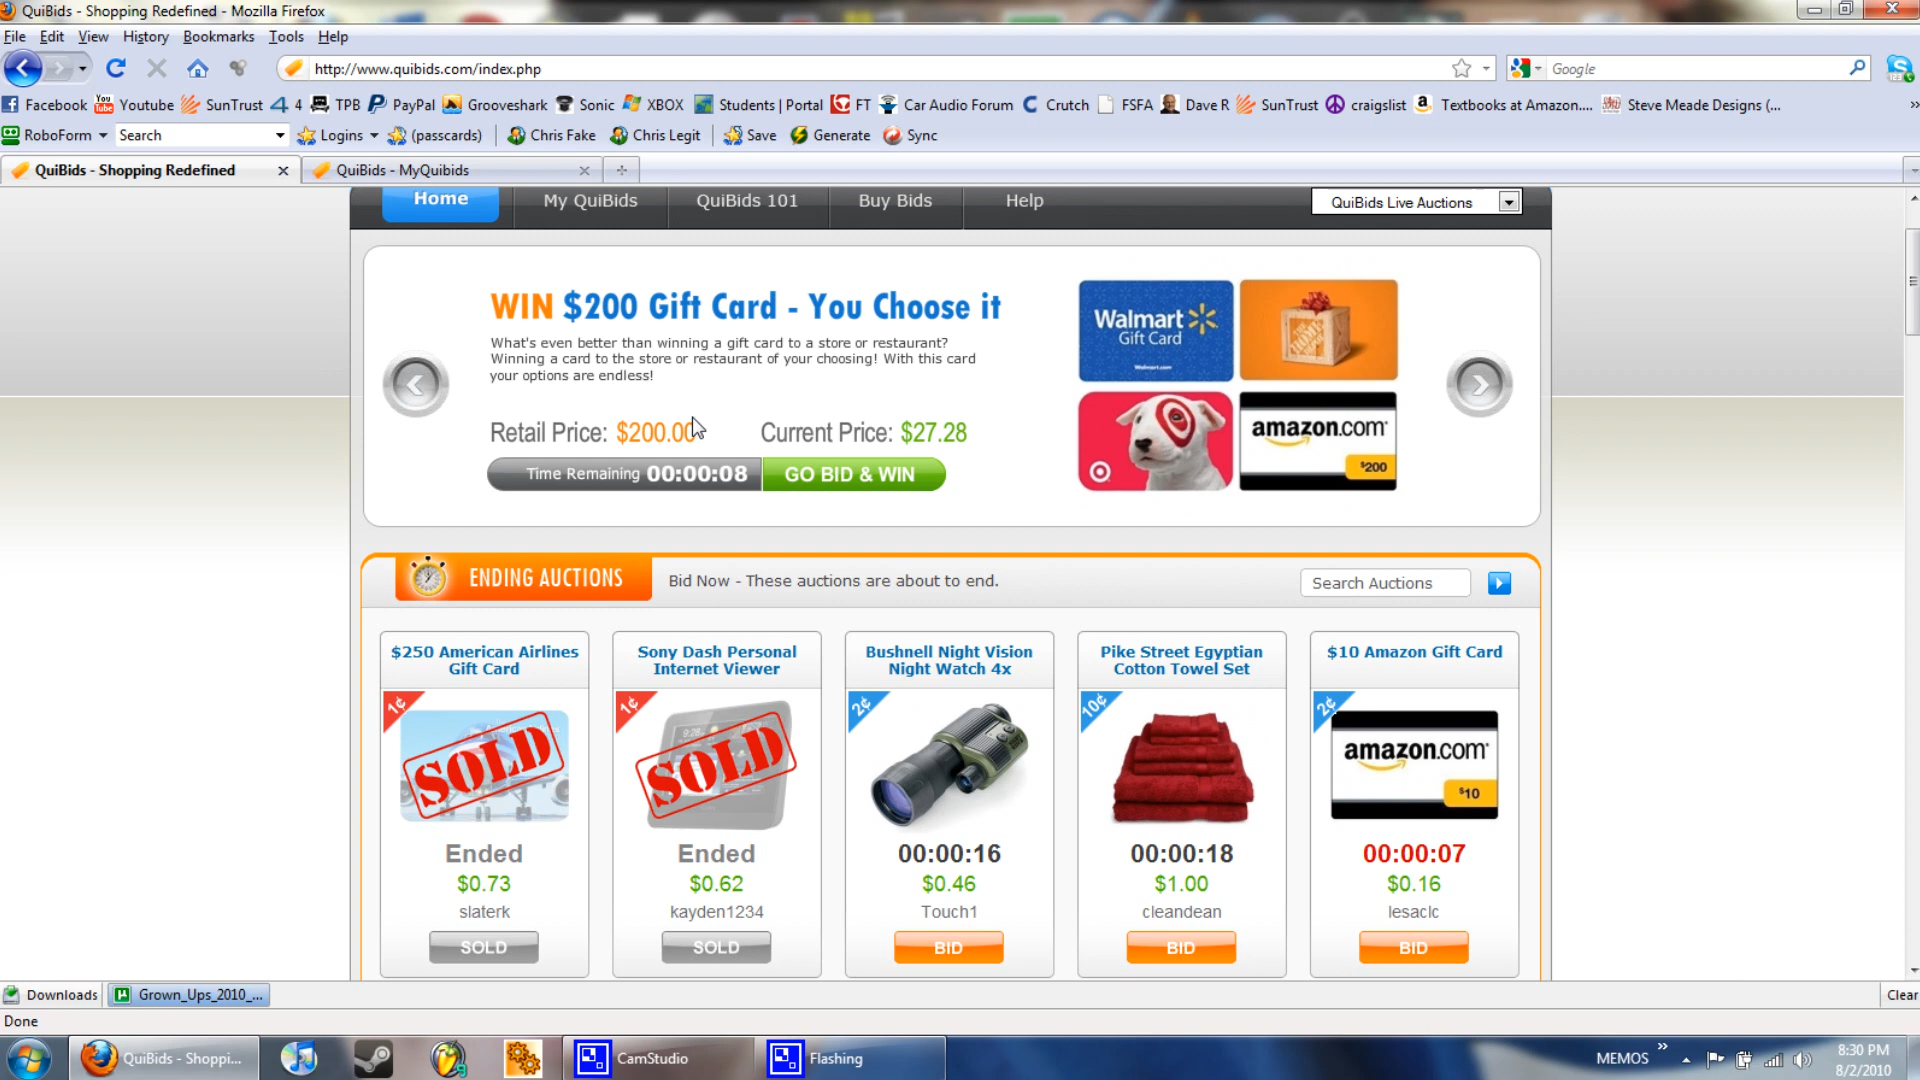 QuiBids - Shopping Redefined - Mozilla Firefox
File Edit View History Bookmarks Tools Help
http://www.quibids.com/index.php
Google
Facebook Youtube SunTrust 4 TPB PayPal Grooveshark Sonic XBOX Students | Portal FT Car Audio Forum Crutch FSFA Dave R SunTrust craigslist Textbooks at Amazon.... Steve Meade Designs (...
RoboForm Search Logins (passcards) Chris Fake Chris Legit Save Generate Sync
QuiBids - Shopping Redefined QuiBids - MyQuibids
Home My QuiBids QuiBids 101 Buy Bids Help QuiBids Live Auctions
WIN $200 Gift Card - You Choose it
What's even better than winning a gift card to a store or restaurant?
Winning a card to the store or restaurant of your choosing! With this card
your options are endless!
Retail Price: $200.00 Current Price: $27.28
Time Remaining 00:00:08 GO BID & WIN
Walmart
Gift Card
Walmart.com
THE HOME DEPOT
amazon.com
$200
ENDING AUCTIONS Bid Now - These auctions are about to end. Search Auctions
$250 American Airlines
Gift Card
1¢
SOLD
Ended
$0.73
slaterk
SOLD
Sony Dash Personal
Internet Viewer
1¢
9:28
SOLD
Ended
$0.62
kayden1234
SOLD
Bushnell Night Vision
Night Watch 4x
2¢
00:00:16
$0.46
Touch1
BID
Pike Street Egyptian
Cotton Towel Set
10¢
00:00:18
$1.00
cleandean
BID
$10 Amazon Gift Card
2¢
amazon.com
$10
00:00:07
$0.16
lesaclc
BID
Downloads Grown_Ups_2010_... Clear
Done
QuiBids - Shoppi... CamStudio Flashing MEMOS 8:30 PM
8/2/2010